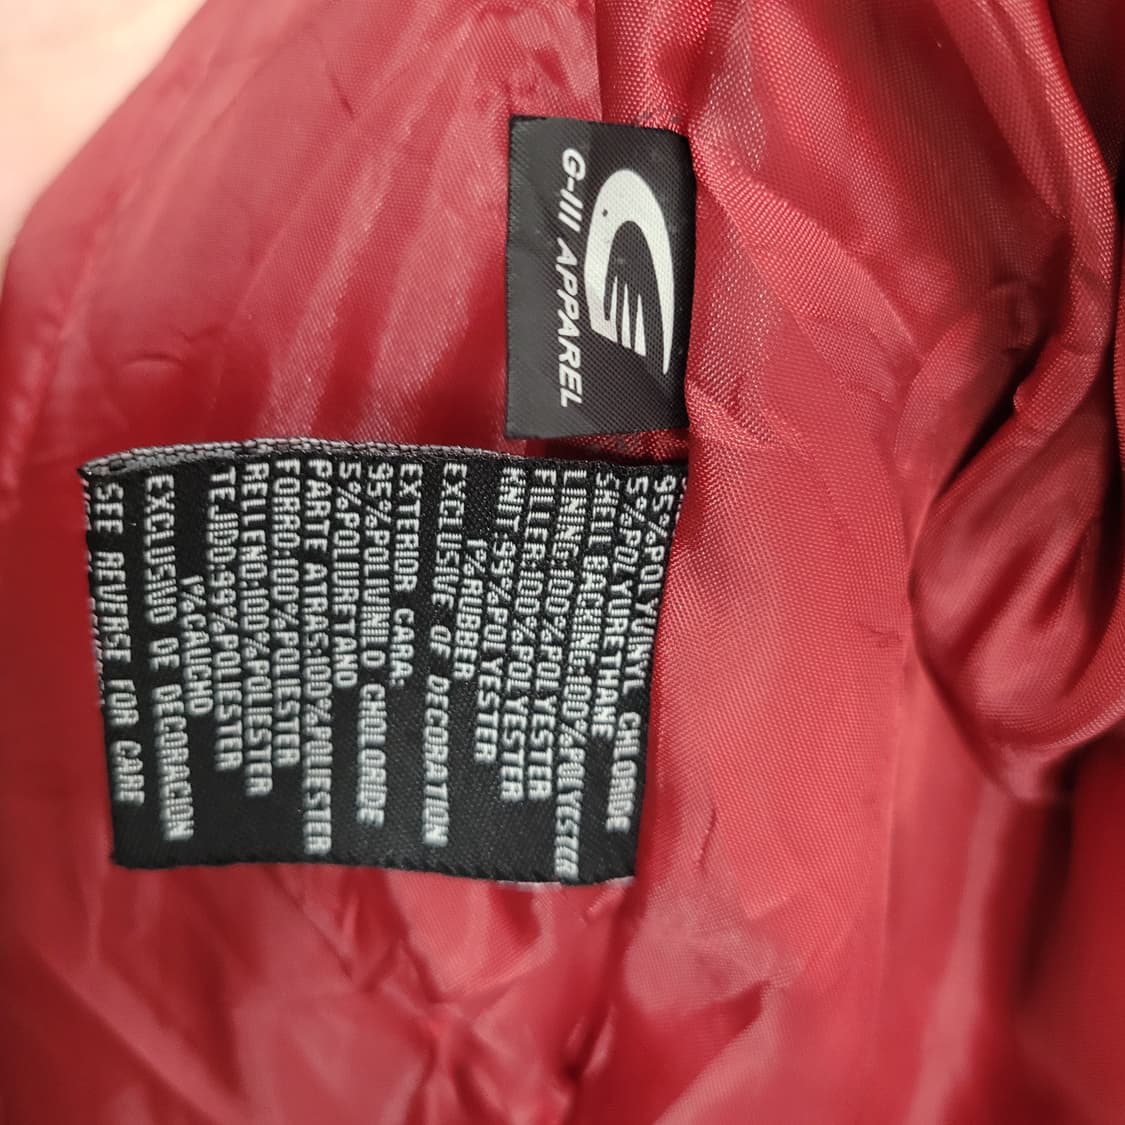 G-III APPAREL
95%POLYVINYL CHLORIDE
5%POLYURETHANE
SHELL BACKING:100%POLYESTER
LINING:100%POLYESTER
FILLER:100%POLYESTER
KNIT:99%POLYESTER
1%RUBBER
EXCLUSIVE OF DECORATION
EXTERIOR CARA:
95%POLIVINILO CHOLORIDE
5%POLIURETANO
PARTE ATRAS:100%POLIESTER
FORRO:100%POLIESTER
RELLENO:100%POLIESTER
TEJIDO:99%POLIESTER
1%CAUCHO
EXCLUSIVO DE DECORACION
SEE REVERSE FOR CARE